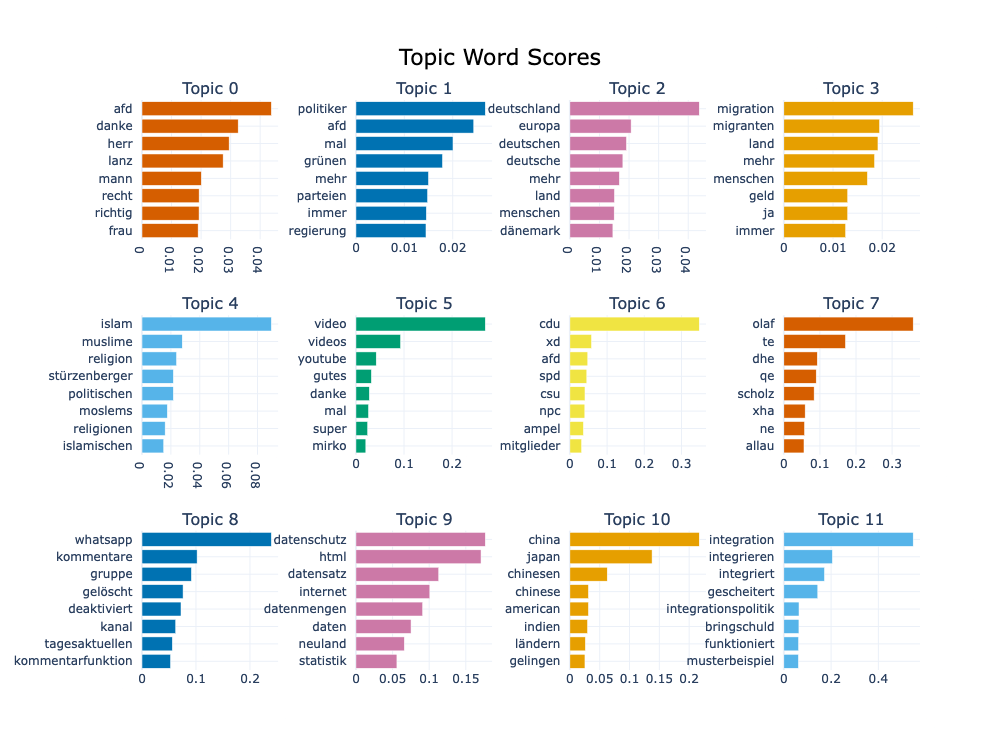 Topic Word Scores
Topic 0
afd
danke
herr
lanz
mann
recht
richtig
frau
0 0.01 0.02 0.03 0.04
Topic 1
politiker
afd
mal
grünen
mehr
parteien
immer
regierung
0 0.01 0.02
Topic 2
deutschland
europa
deutschen
deutsche
mehr
land
menschen
dänemark
0 0.01 0.02 0.03 0.04
Topic 3
migration
migranten
land
mehr
menschen
geld
ja
immer
0 0.01 0.02
Topic 4
islam
muslime
religion
stürzenberger
politischen
moslems
religionen
islamischen
0 0.02 0.04 0.06 0.08
Topic 5
video
videos
youtube
gutes
danke
mal
super
mirko
0 0.1 0.2
Topic 6
cdu
xd
afd
spd
csu
npc
ampel
mitglieder
0 0.1 0.2 0.3
Topic 7
olaf
te
dhe
qe
scholz
xha
ne
allau
0 0.1 0.2 0.3
Topic 8
whatsapp
kommentare
gruppe
gelöscht
deaktiviert
kanal
tagesaktuellen
kommentarfunktion
0 0.1 0.2
Topic 9
datenschutz
html
datensatz
internet
datenmengen
daten
neuland
statistik
0 0.05 0.1 0.15
Topic 10
china
japan
chinesen
chinese
american
indien
ländern
gelingen
0 0.05 0.1 0.15 0.2
Topic 11
integration
integrieren
integriert
gescheitert
integrationspolitik
bringschuld
funktioniert
musterbeispiel
0 0.2 0.4